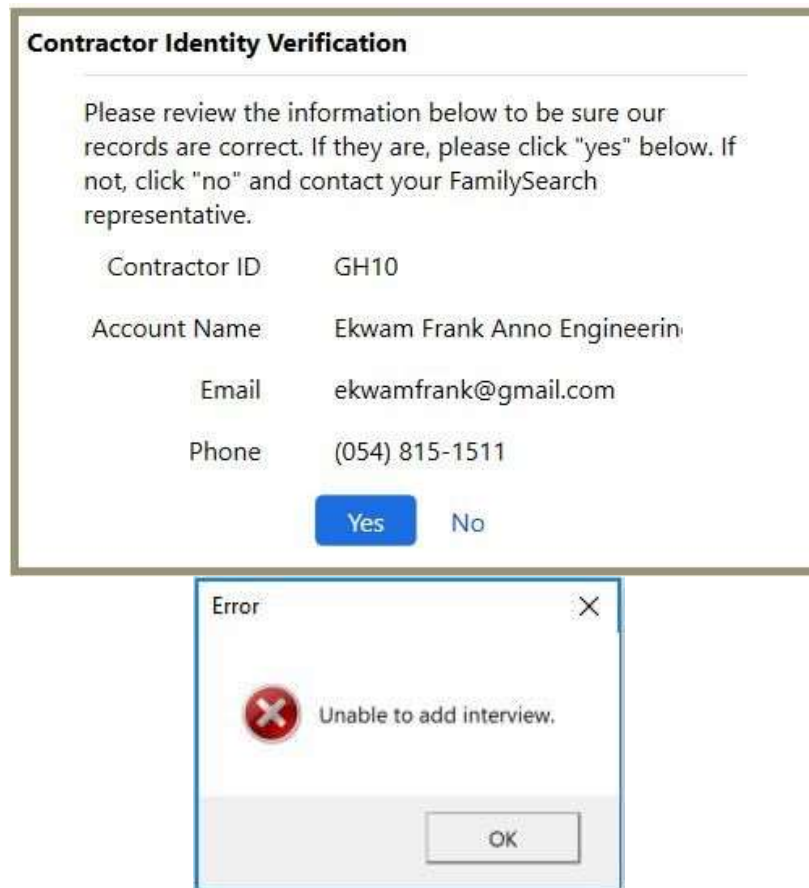 Contractor Identity Verification
Please review the information below to be sure our
records are correct. If they are, please click "yes" below. If
not, click "no" and contact your FamilySearch
representative.
Contractor ID GH10
Account Name Ekwam Frank Anno Engineerin
Email ekwamfrank@gmail.com
Phone (054) 815-1511
Yes No
Error
Unable to add interview.
OK